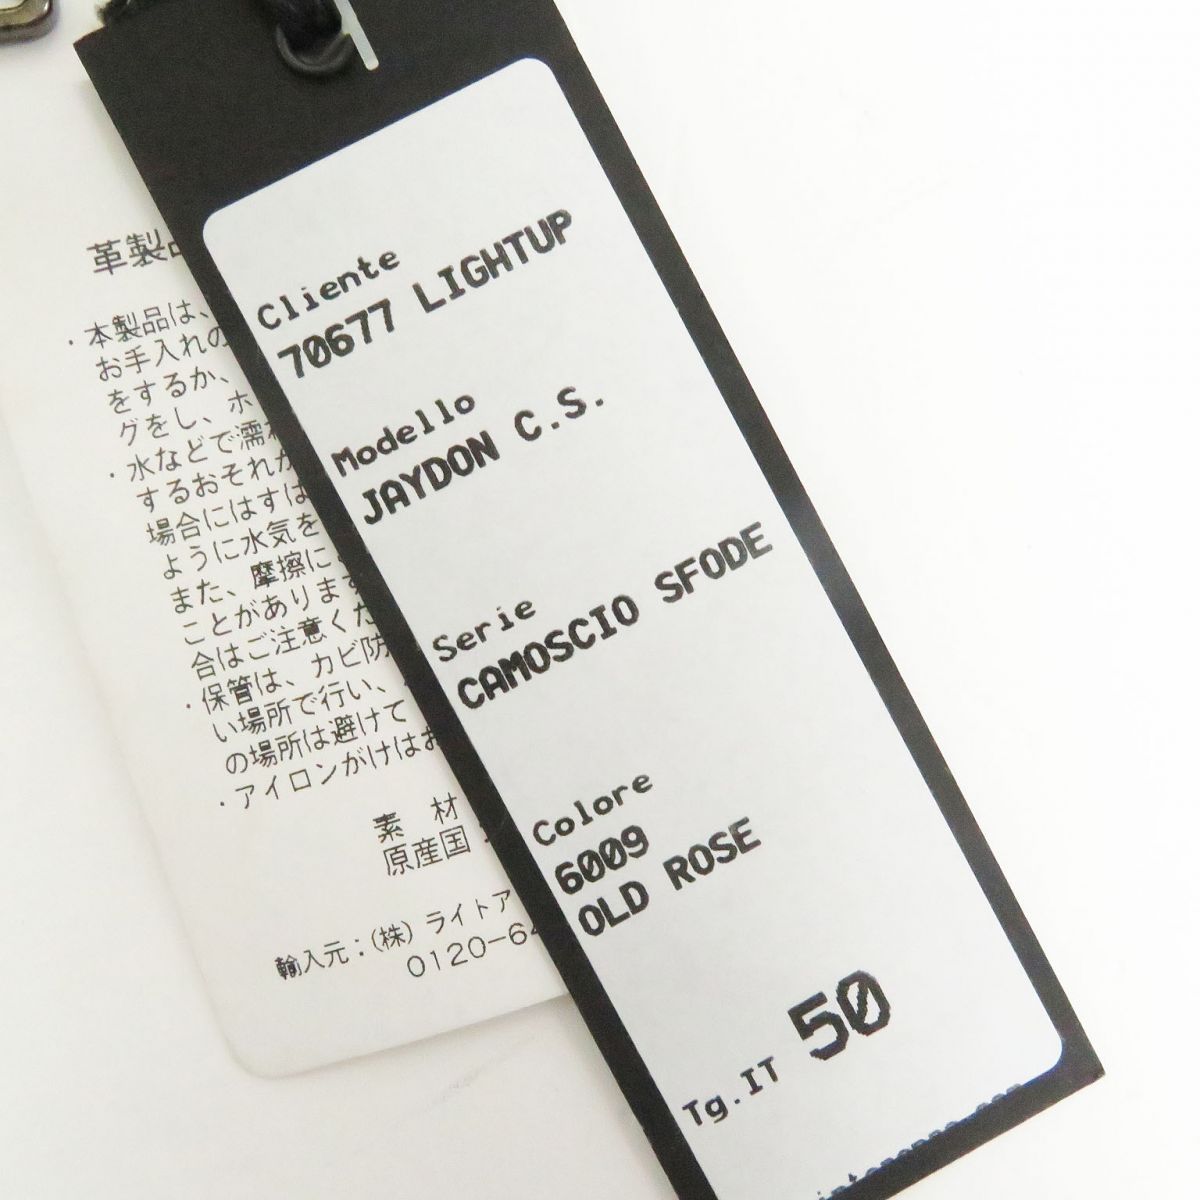 Cliente
70677 LIGHTUP
Modello
JAYDON C.S.
Serie
CAMOSCIO SFODE
Colore
6009
OLD ROSE
Tg.IT 50
革製品
・本製品は、
お手入れの
をするか、
グをし、ホ
・水などで濡れ
するおそれが
場合にはすば
ように水気を
また、摩擦に
ことがあります
合はご注意くだ
・保管は、カビ防
い場所で行い、
の場所は避けて
・アイロンがけはお
素 材
原産国
輸入元：(株) ライトア
0120-64